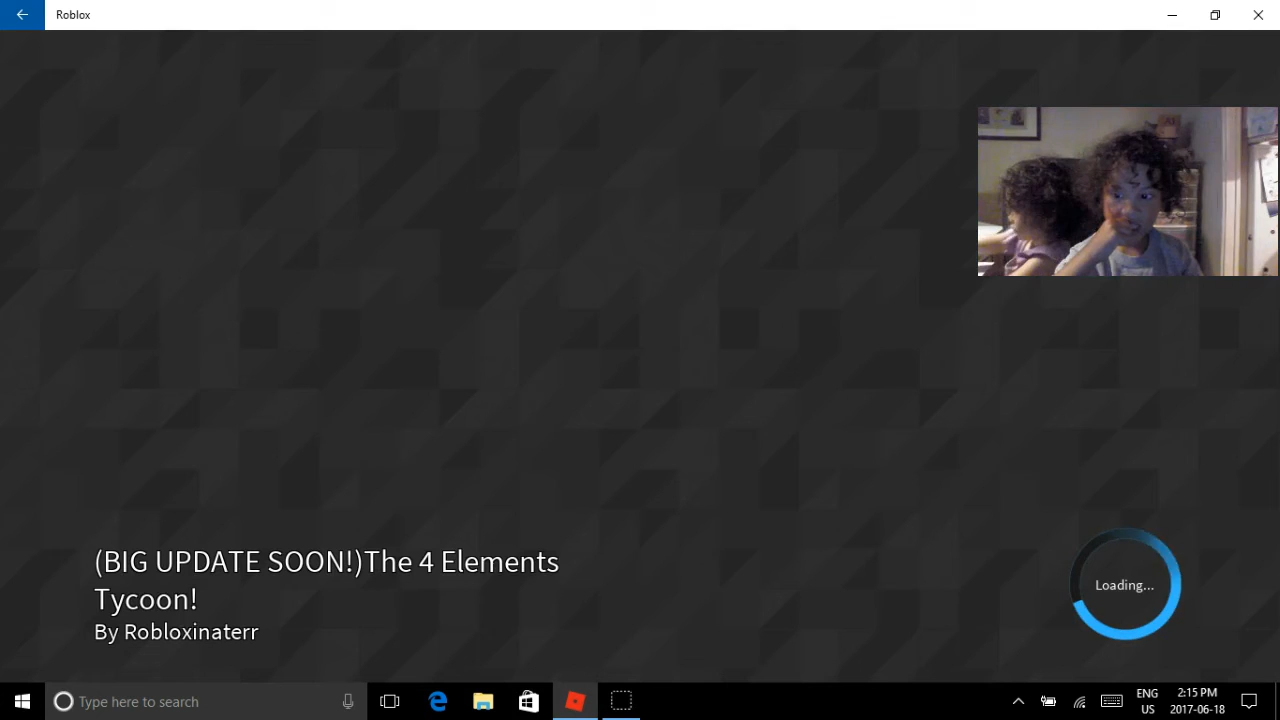 Roblox
(BIG UPDATE SOON!)The 4 Elements
Tycoon!
By Robloxinaterr
Loading...
Type here to search
ENG
US
2:15 PM
2017-06-18